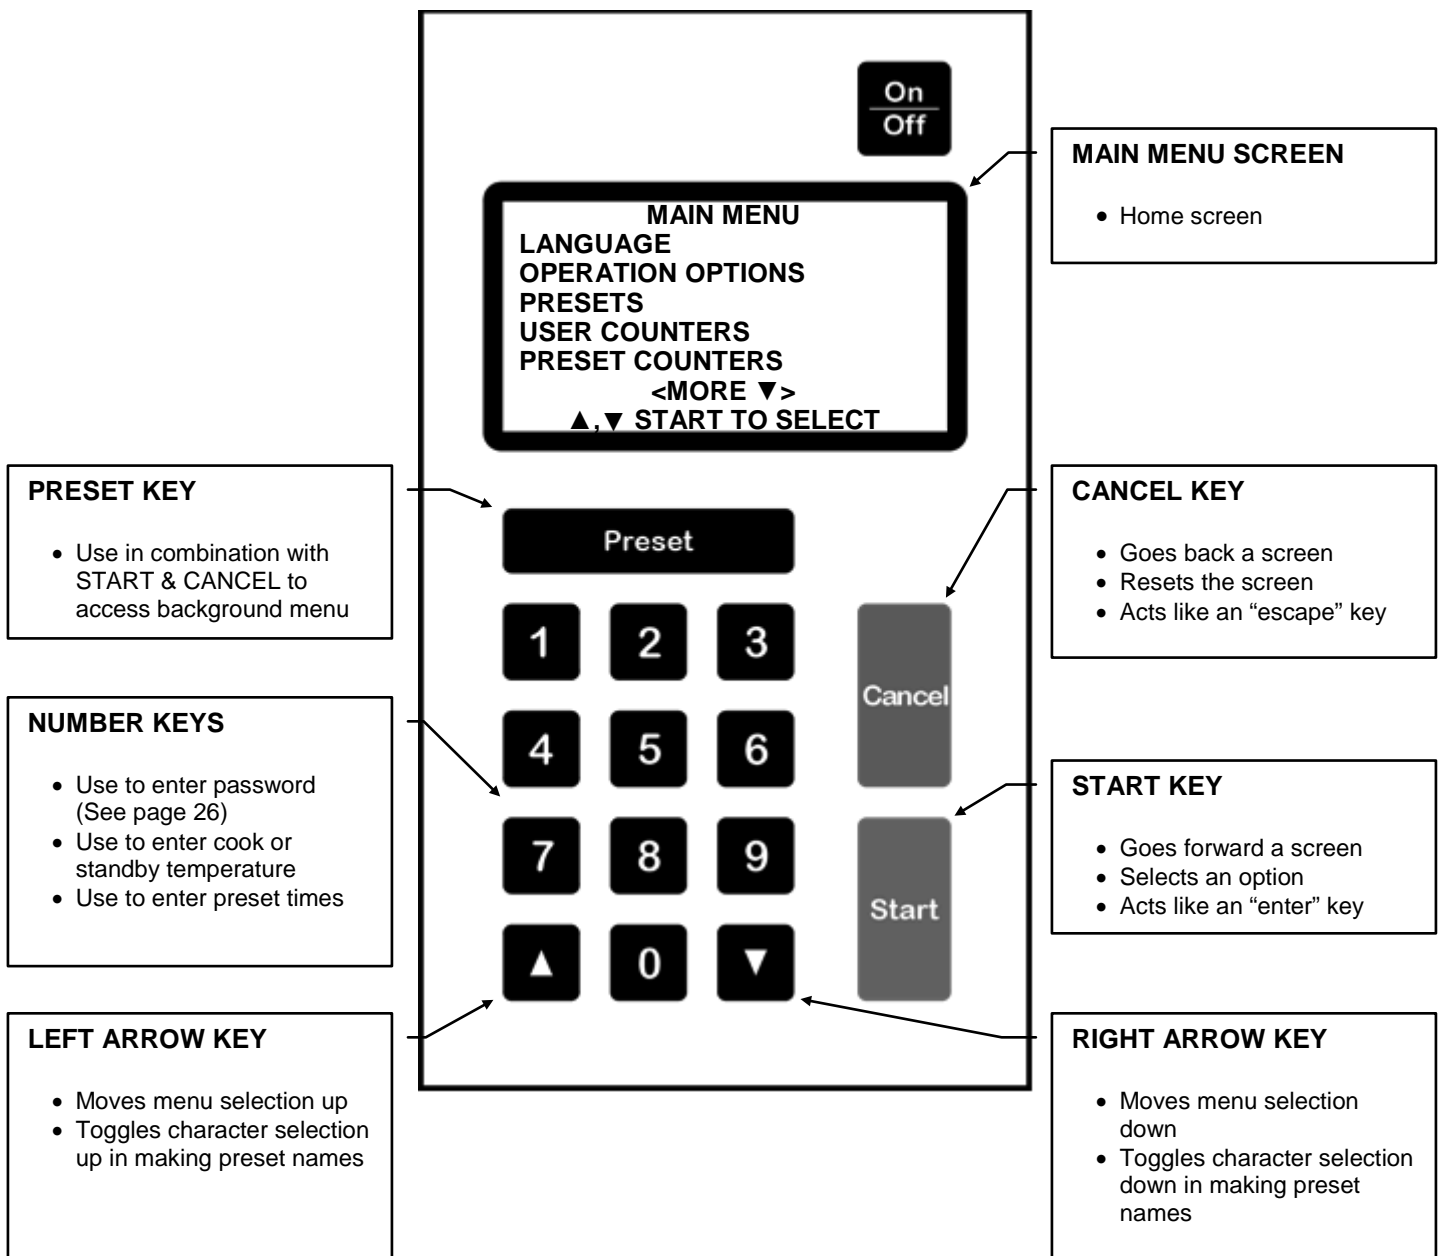 On
Off
MAIN MENU SCREEN
• Home screen
MAIN MENU
LANGUAGE
OPERATION OPTIONS
PRESETS
USER COUNTERS
PRESET COUNTERS
<MORE ▼>
▲,▼ START TO SELECT
PRESET KEY
• Use in combination with
START & CANCEL to
access background menu
Preset
CANCEL KEY
• Goes back a screen
• Resets the screen
• Acts like an “escape” key
1 2 3
Cancel
4 5 6
NUMBER KEYS
• Use to enter password
(See page 26)
• Use to enter cook or
standby temperature
• Use to enter preset times
START KEY
• Goes forward a screen
• Selects an option
• Acts like an “enter” key
7 8 9
Start
▲ 0 ▼
LEFT ARROW KEY
• Moves menu selection up
• Toggles character selection
up in making preset names
RIGHT ARROW KEY
• Moves menu selection
down
• Toggles character selection
down in making preset
names